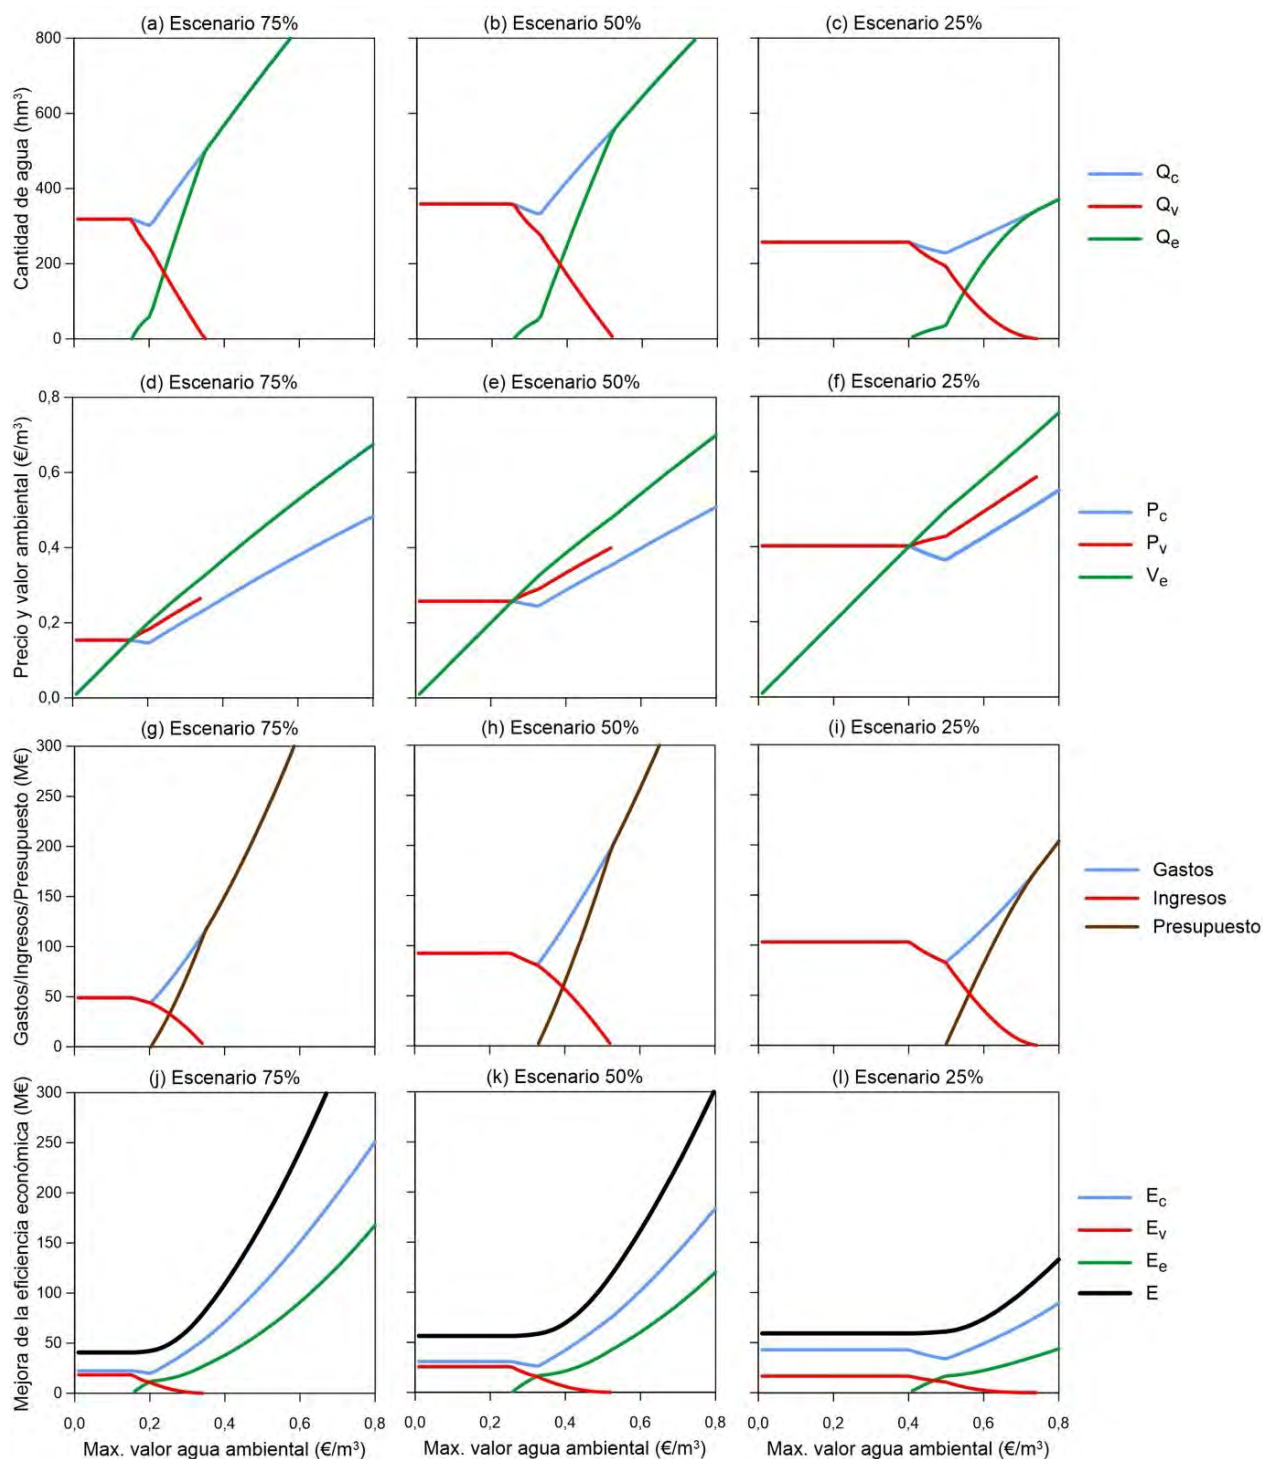 (a) Escenario 75%
(b) Escenario 50%
(c) Escenario 25%
Cantidad de agua (hm³)
800
600
400
200
0
Qc
Qv
Qe
(d) Escenario 75%
(e) Escenario 50%
(f) Escenario 25%
Precio y valor ambiental (€/m³)
0,8
0,6
0,4
0,2
0.0
Pc
Pv
Ve
(g) Escenario 75%
(h) Escenario 50%
(i) Escenario 25%
Gastos/Ingresos/Presupuesto (M€)
300
250
200
150
100
50
0
Gastos
Ingresos
Presupuesto
(j) Escenario 75%
(k) Escenario 50%
(l) Escenario 25%
Mejora de la eficiencia económica (M€)
300
250
200
150
100
50
0
Ec
Ev
Ee
E
0,0 0,2 0,4 0,6 0,8
0,0 0,2 0,4 0,6 0,8
0,0 0,2 0,4 0,6 0,8
Max. valor agua ambiental (€/m³)
Max. valor agua ambiental (€/m³)
Max. valor agua ambiental (€/m³)